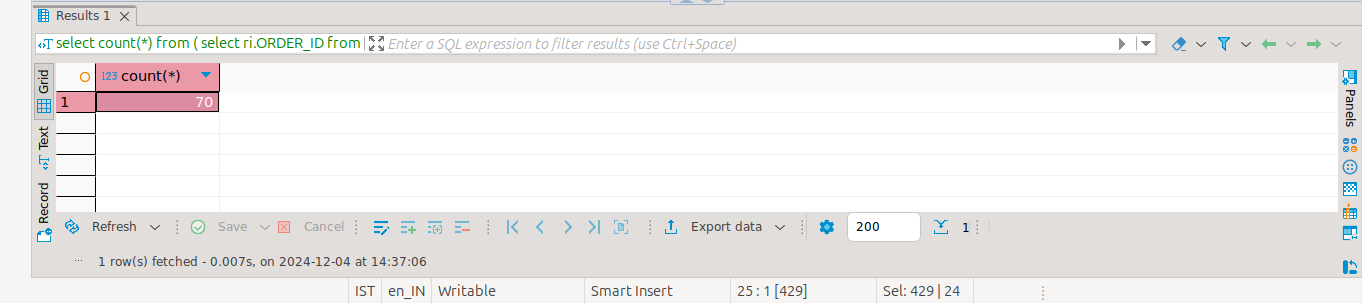 Results 1
select count(*) from ( select ri.ORDER_ID from
Enter a SQL expression to filter results (use Ctrl+Space)
Grid
Text
Record
123 count(*)
1 70
Panels
Refresh Save Cancel Export data 200 1
... 1 row(s) fetched - 0.007s, on 2024-12-04 at 14:37:06
IST en_IN Writable Smart Insert 25 : 1 [429] Sel: 429 | 24